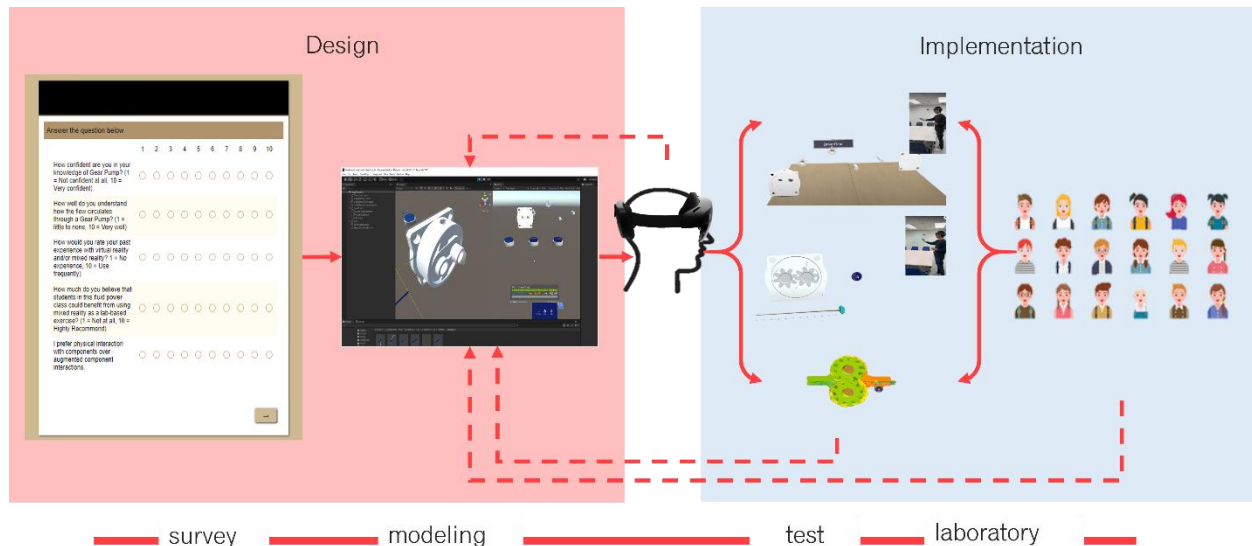 Design
Implementation
Answer the question below
1 2 3 4 5 6 7 8 9 10
How confident are you in your
knowledge of Gear Pump? (1
= Not confident at all, 10 =
Very confident)
How well do you understand
how the flow circulates
through a Gear Pump? (1 =
little to none, 10 = Very well)
How would you rate your past
experience with virtual reality
and/or mixed reality? 1 = No
experience, 10 = Use
frequently)
How much do you believe that
students in the fluid power
class could benefit from using
mixed reality as a lab-based
exercise? (1 = Not at all, 10 =
Highly Recommend)
I prefer physical interaction
with components over
augmented component
interactions.
survey
modeling
test
laboratory